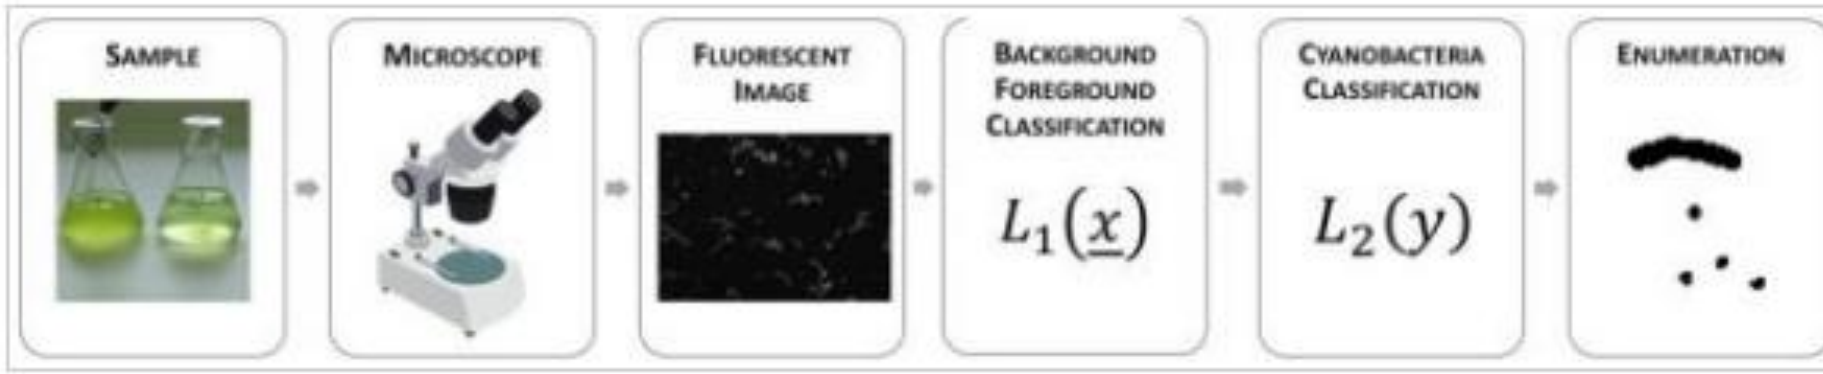 SAMPLE
MICROSCOPE
FLUORESCENT
IMAGE
BACKGROUND
FOREGROUND
CLASSIFICATION
L₁(x̲)
CYANOBACTERIA
CLASSIFICATION
L₂(y)
ENUMERATION